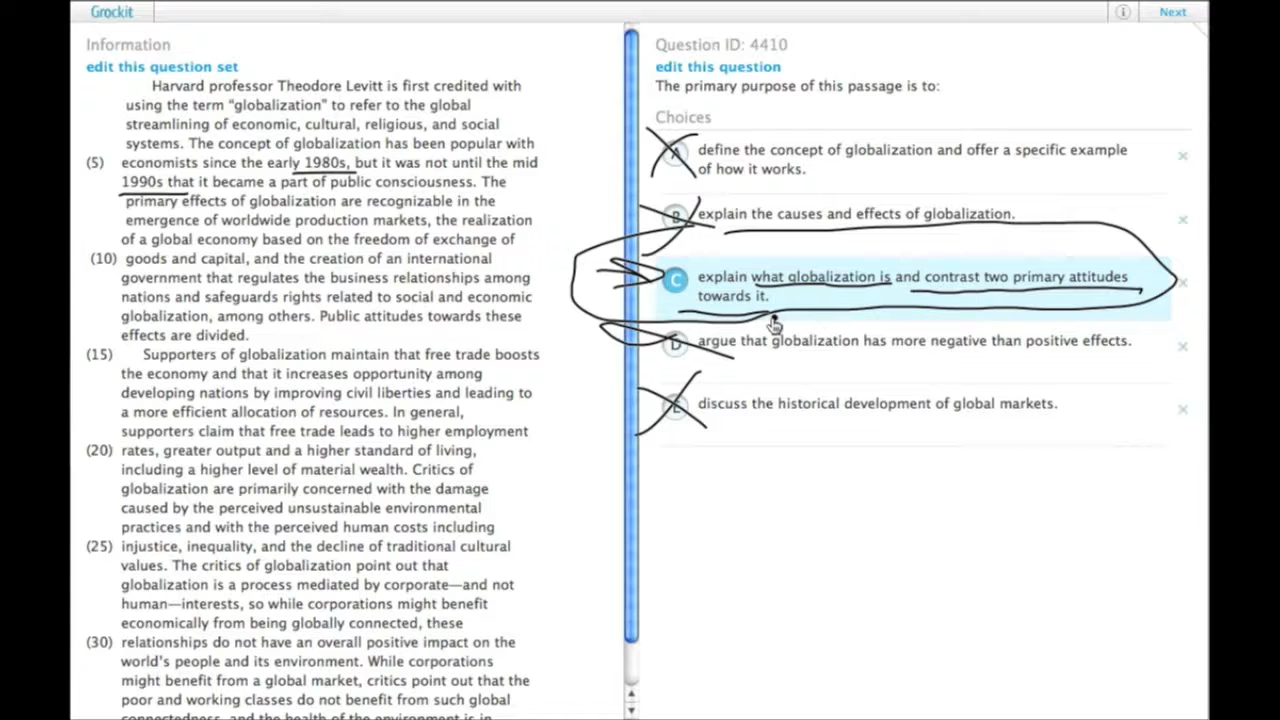 Grockit
Next
Information
edit this question set
Harvard professor Theodore Levitt is first credited with
using the term “globalization” to refer to the global
streamlining of economic, cultural, religious, and social
systems. The concept of globalization has been popular with
(5) economists since the early 1980s, but it was not until the mid
1990s that it became a part of public consciousness. The
primary effects of globalization are recognizable in the
emergence of worldwide production markets, the realization
of a global economy based on the freedom of exchange of
(10) goods and capital, and the creation of an international
government that regulates the business relationships among
nations and safeguards rights related to social and economic
globalization, among others. Public attitudes towards these
effects are divided.
(15) Supporters of globalization maintain that free trade boosts
the economy and that it increases opportunity among
developing nations by improving civil liberties and leading to
a more efficient allocation of resources. In general,
supporters claim that free trade leads to higher employment
(20) rates, greater output and a higher standard of living,
including a higher level of material wealth. Critics of
globalization are primarily concerned with the damage
caused by the perceived unsustainable environmental
practices and with the perceived human costs including
(25) injustice, inequality, and the decline of traditional cultural
values. The critics of globalization point out that
globalization is a process mediated by corporate—and not
human—interests, so while corporations might benefit
economically from being globally connected, these
(30) relationships do not have an overall positive impact on the
world’s people and its environment. While corporations
might benefit from a global market, critics point out that the
poor and working classes do not benefit from such global
connectedness, and the health of the environment is in
Question ID: 4410
edit this question
The primary purpose of this passage is to:
Choices
A define the concept of globalization and offer a specific example
of how it works.
B explain the causes and effects of globalization.
C explain what globalization is and contrast two primary attitudes
towards it.
D argue that globalization has more negative than positive effects.
E discuss the historical development of global markets.